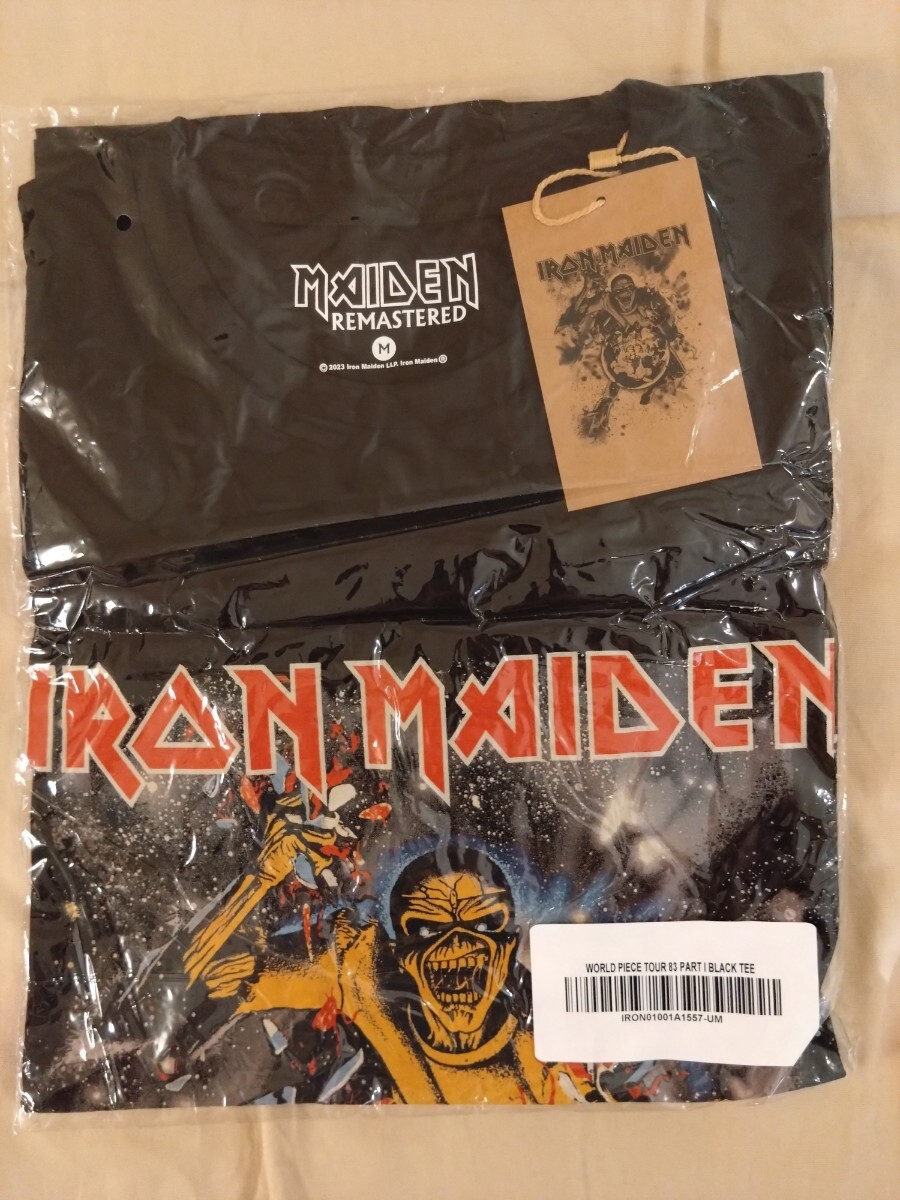 MAIDEN
REMASTERED
M
© 2023 Iron Maiden LLP. Iron Maiden ®
IRON MAIDEN
IRON MAIDEN
WORLD PIECE TOUR 83 PART I BLACK TEE
IRON01001A1557-UM